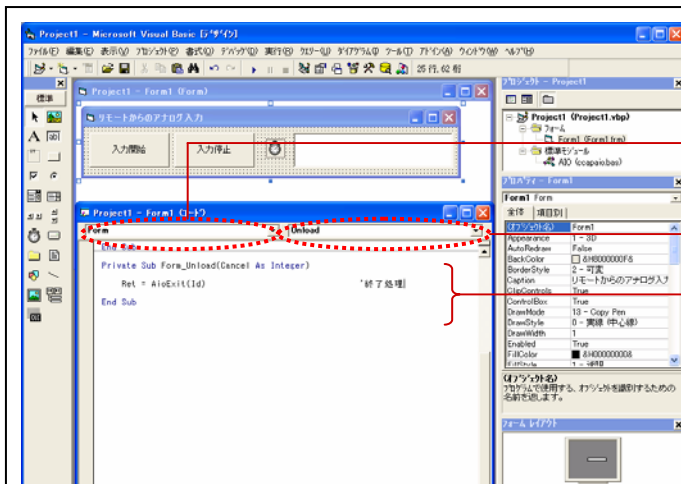 Project1 - Microsoft Visual Basic [ﾃﾞｻﾞｲﾝ]
ﾌｧｲﾙ(F) 編集(E) 表示(V) ﾌﾟﾛｼﾞｪｸﾄ(P) 書式(O) ﾃﾞﾊﾞｯｸﾞ(D) 実行(R) ｸｴﾘｰ(U) ﾀﾞｲｱｸﾞﾗﾑ(I) ﾂｰﾙ(T) ｱﾄﾞｲﾝ(A) ｳｨﾝﾄﾞｳ(W) ﾍﾙﾌﾟ(H)
25 行, 62 桁
標準
Project1 - Form1 (Form)
リモートからのアナログ入力
入力開始
入力停止
Project1 - Form1 (ｺｰﾄﾞ)
Form
Unload
End Sub
Private Sub Form_Unload(Cancel As Integer)
Ret = AioExit(Id) '終了処理
End Sub
ﾌﾟﾛｼﾞｪｸﾄ - Project1
Project1 (Project1.vbp)
ﾌｫｰﾑ
Form1 (Form1.frm)
標準ﾓｼﾞｭｰﾙ
AIO (ccapaio.bas)
ﾌﾟﾛﾊﾟﾃｨ - Form1
Form1 Form
全体 項目別
(ｵﾌﾞｼﾞｪｸﾄ名) Form1
Appearance 1 - 3D
AutoRedraw False
BackColor &H8000000F&
BorderStyle 2 - 可変
Caption リモートからのアナログ入力
ClipControls True
ControlBox True
DrawMode 13 - Copy Pen
DrawStyle 0 - 実線 (中心線)
DrawWidth 1
Enabled True
FillColor &H00000000&
FillStyle 1 - 透明
(ｵﾌﾞｼﾞｪｸﾄ名)
ﾌﾟﾛｸﾞﾗﾑで使用する、ｵﾌﾞｼﾞｪｸﾄを識別するための
名前を返します。
ﾌｫｰﾑ ﾚｲｱｳﾄ